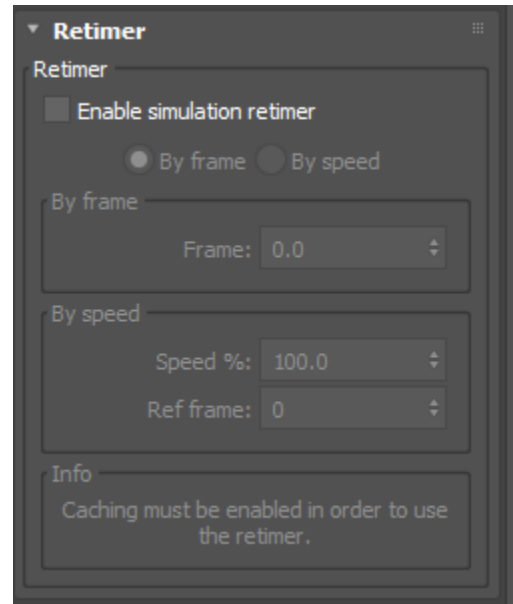 Retimer
Retimer
Enable simulation retimer
By frame By speed
By frame
Frame: 0.0
By speed
Speed %: 100.0
Ref frame: 0
Info
Caching must be enabled in order to use
the retimer.